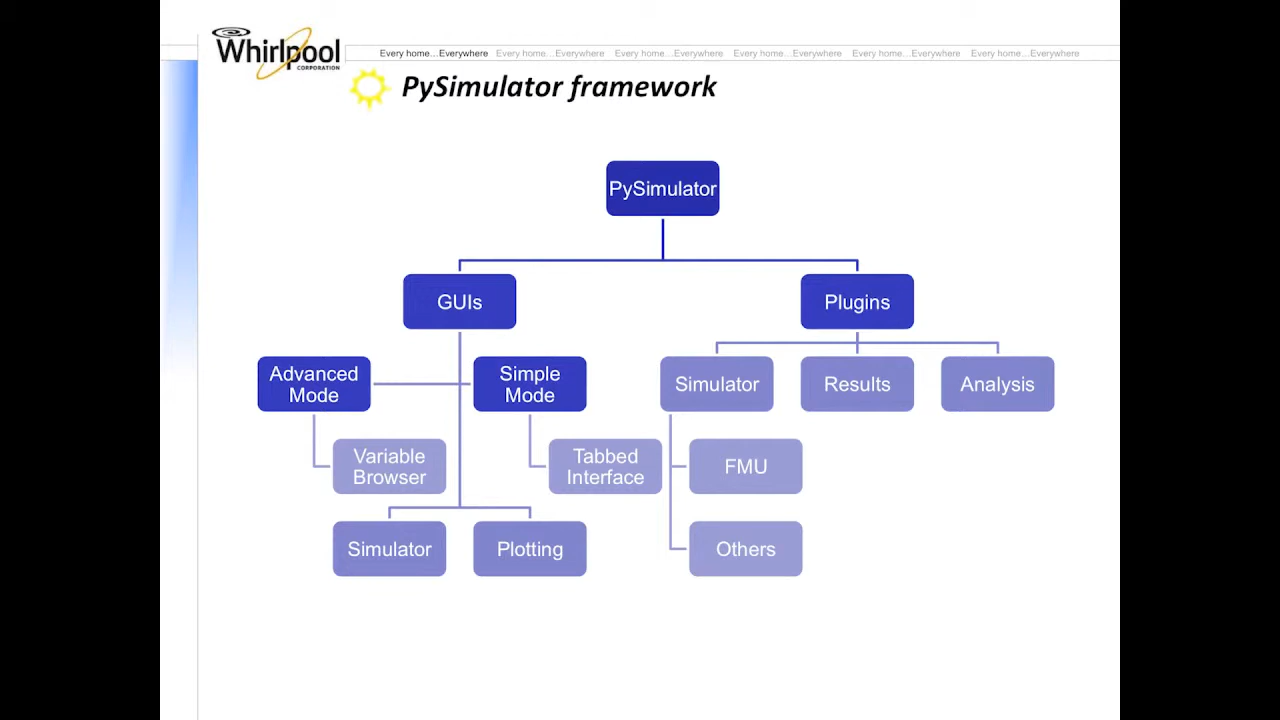 Whirlpool
CORPORATION
Every home...Everywhere Every home...Everywhere Every home...Everywhere Every home...Everywhere Every home...Everywhere Every home...Everywhere
PySimulator framework
PySimulator
GUIs
Plugins
Advanced
Mode
Simple
Mode
Simulator
Results
Analysis
Variable
Browser
Tabbed
Interface
FMU
Simulator
Plotting
Others